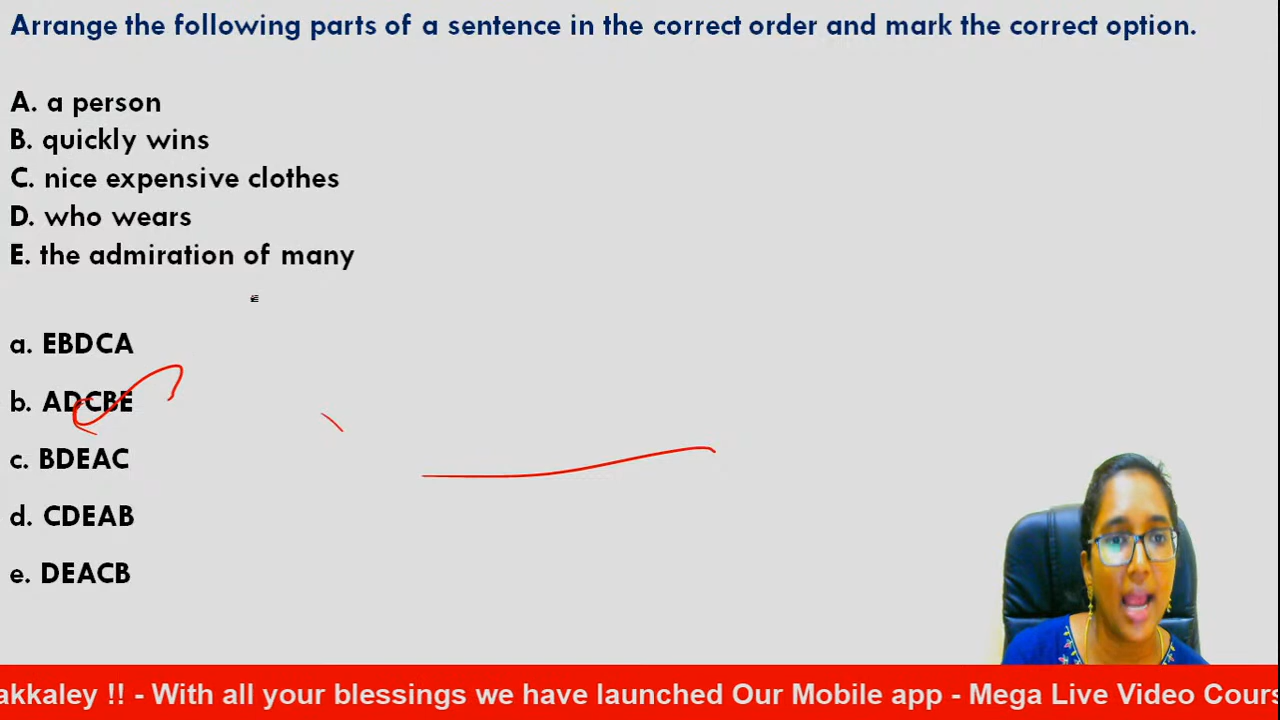 Arrange the following parts of a sentence in the correct order and mark the correct option.
A. a person
B. quickly wins
C. nice expensive clothes
D. who wears
E. the admiration of many
a. EBDCA
b. ADCBE
c. BDEAC
d. CDEAB
e. DEACB
akkaley !! - With all your blessings we have launched Our Mobile app - Mega Live Video Cours